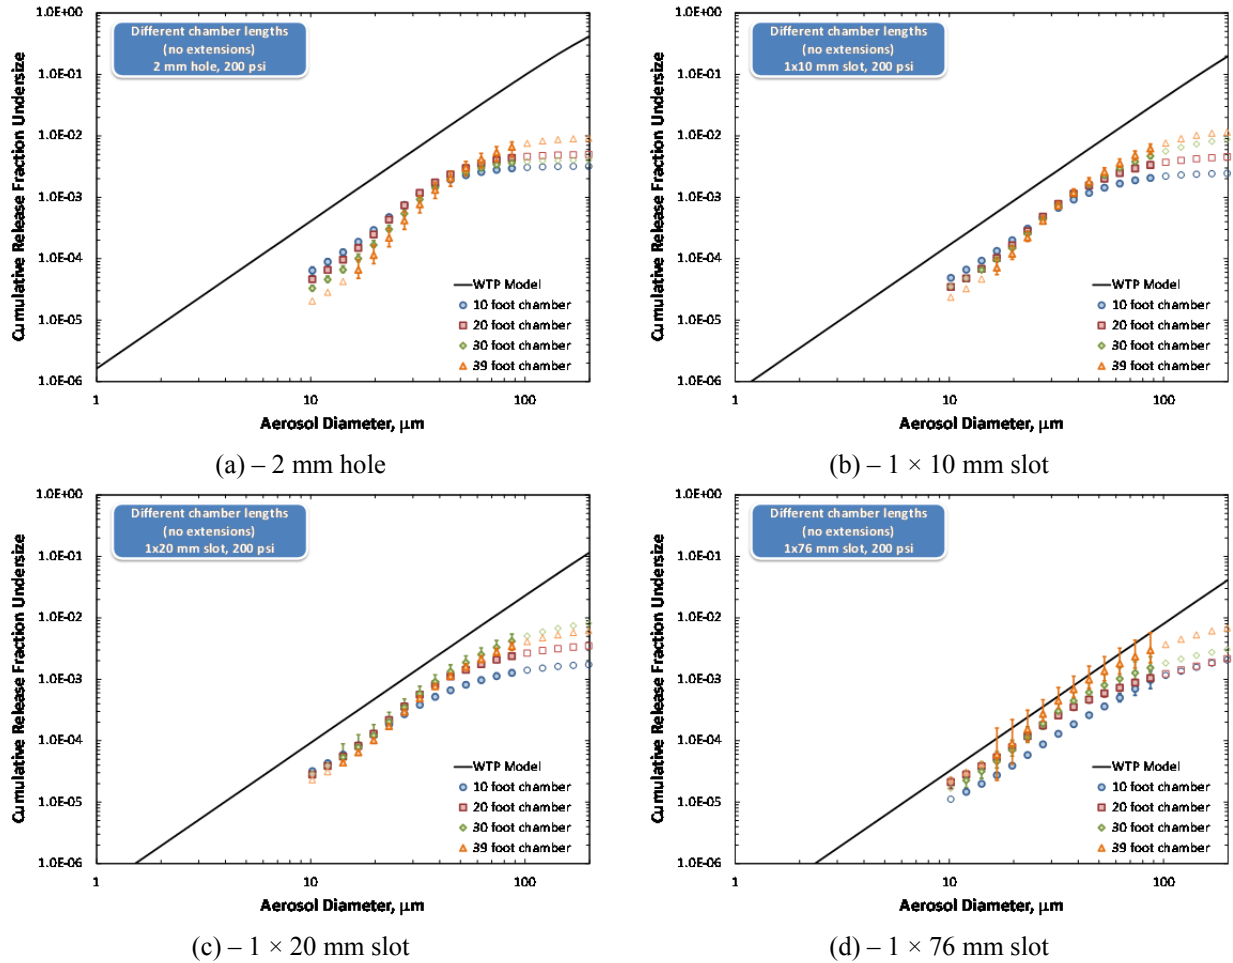 Different chamber lengths
(no extensions)
2 mm hole, 200 psi
1.0E+00
1.0E-01
1.0E-02
1.0E-03
1.0E-04
1.0E-05
1.0E-06
Cumulative Release Fraction Undersize
WTP Model
10 foot chamber
20 foot chamber
30 foot chamber
39 foot chamber
1 10 100
Aerosol Diameter, μm
(a) – 2 mm hole
Different chamber lengths
(no extensions)
1x10 mm slot, 200 psi
1.0E+00
1.0E-01
1.0E-02
1.0E-03
1.0E-04
1.0E-05
1.0E-06
Cumulative Release Fraction Undersize
WTP Model
10 foot chamber
20 foot chamber
30 foot chamber
39 foot chamber
1 10 100
Aerosol Diameter, μm
(b) – 1 × 10 mm slot
Different chamber lengths
(no extensions)
1x20 mm slot, 200 psi
1.0E+00
1.0E-01
1.0E-02
1.0E-03
1.0E-04
1.0E-05
1.0E-06
Cumulative Release Fraction Undersize
WTP Model
10 foot chamber
20 foot chamber
30 foot chamber
39 foot chamber
1 10 100
Aerosol Diameter, μm
(c) – 1 × 20 mm slot
Different chamber lengths
(no extensions)
1x76 mm slot, 200 psi
1.0E+00
1.0E-01
1.0E-02
1.0E-03
1.0E-04
1.0E-05
1.0E-06
Cumulative Release Fraction Undersize
WTP Model
10 foot chamber
20 foot chamber
30 foot chamber
39 foot chamber
1 10 100
Aerosol Diameter, μm
(d) – 1 × 76 mm slot